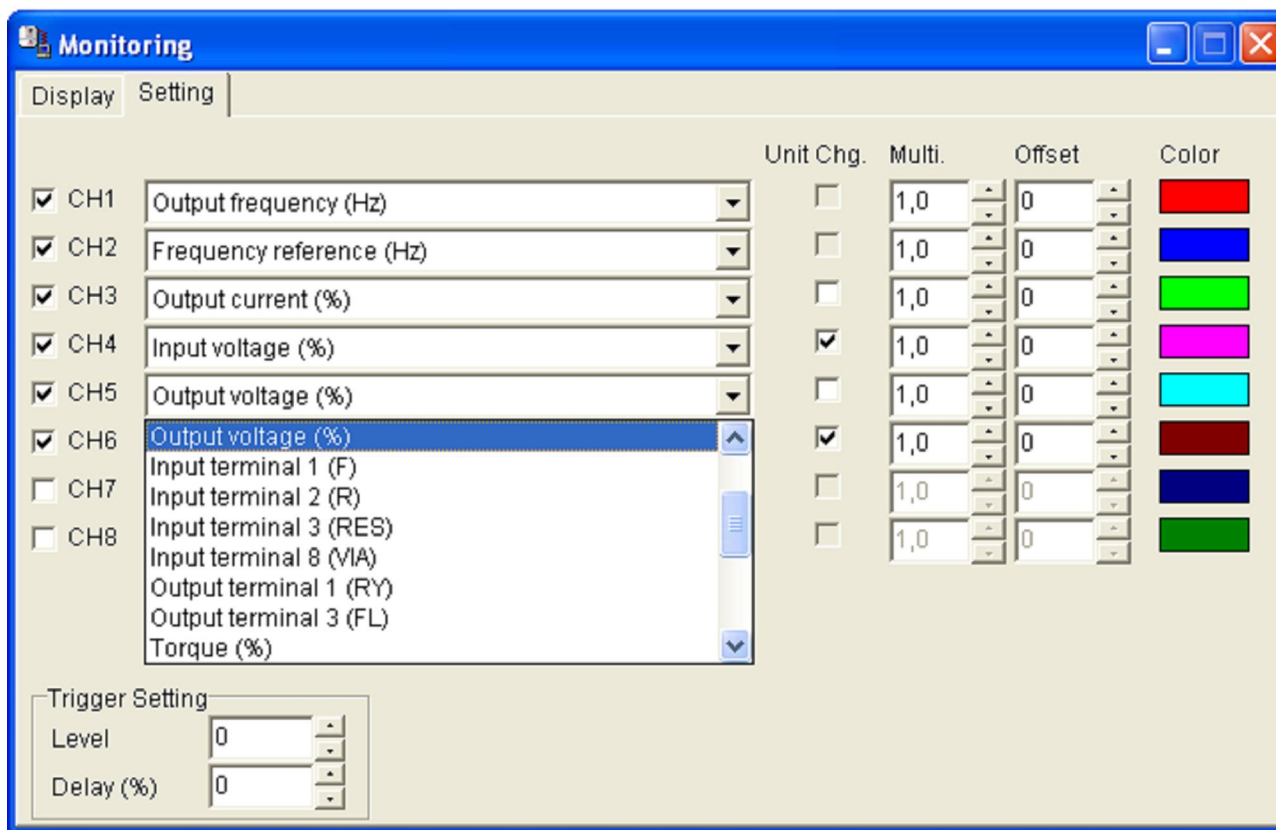 Monitoring
Display Setting
Unit Chg. Multi. Offset Color
CH1 Output frequency (Hz) 1,0 0
CH2 Frequency reference (Hz) 1,0 0
CH3 Output current (%) 1,0 0
CH4 Input voltage (%) 1,0 0
CH5 Output voltage (%) 1,0 0
CH6 Output voltage (%) 1,0 0
Input terminal 1 (F)
CH7 Input terminal 2 (R) 1,0 0
Input terminal 3 (RES)
CH8 Input terminal 8 (VIA) 1,0 0
Output terminal 1 (RY)
Output terminal 3 (FL)
Torque (%)
Trigger Setting
Level 0
Delay (%) 0